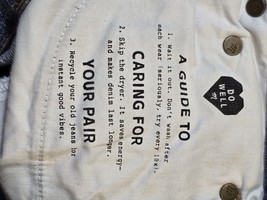 DO
WELL
A GUIDE TO
1. Wait it out. Don't wash after
each wear (seriously, try every 10x).
CARING FOR
2. Skip the dryer. It saves energy-
and makes denim last longer.
YOUR PAIR
3. Recycle your old jeans for
instant good vibes.